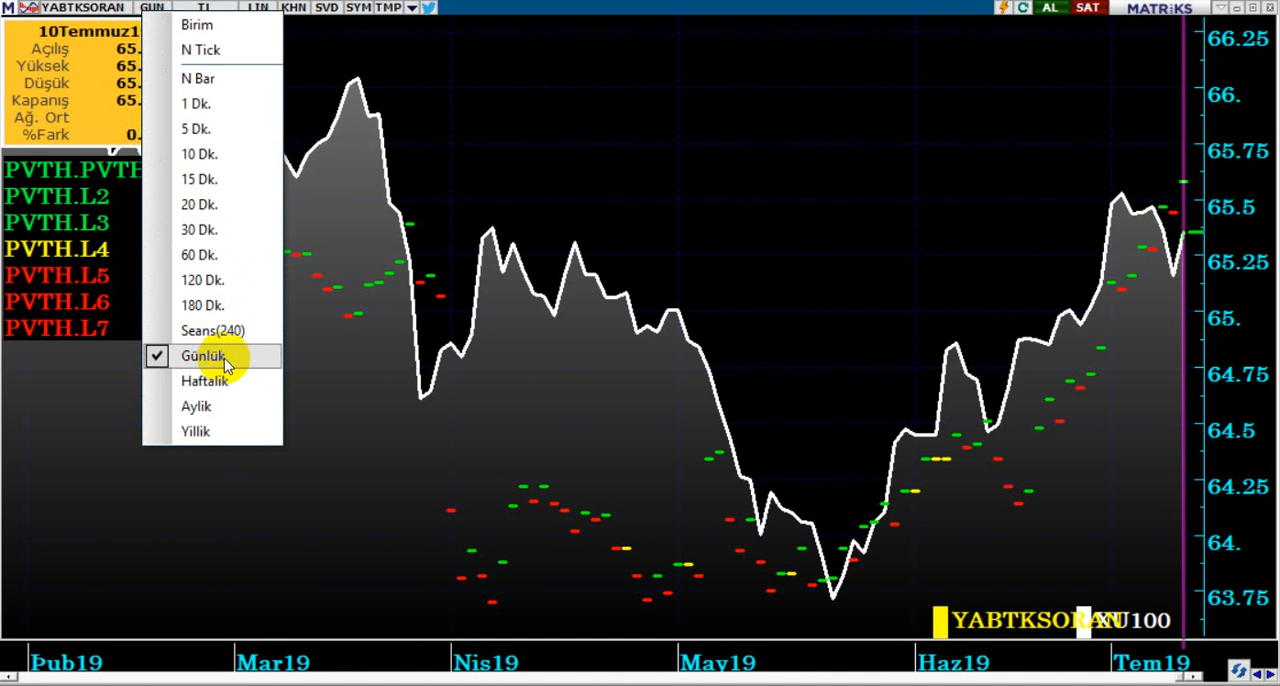 M YABTKSORAN GUN TL LIN KHN SVD SYM TMP AL SAT MATRİKS
10Temmuz1
Açılış 65.
Yüksek 65.
Düşük 65.
Kapanış 65.
Ağ. Ort
%Fark 0.
PVTH.PVTH
PVTH.L2
PVTH.L3
PVTH.L4
PVTH.L5
PVTH.L6
PVTH.L7
Birim
N Tick
N Bar
1 Dk.
5 Dk.
10 Dk.
15 Dk.
20 Dk.
30 Dk.
60 Dk.
120 Dk.
180 Dk.
Seans(240)
Günlük
Haftalik
Aylik
Yillik
66.25
66.
65.75
65.5
65.25
65.
64.75
64.5
64.25
64.
63.75
YABTKSORAN XU100
Þub19 Mar19 Nis19 May19 Haz19 Tem19